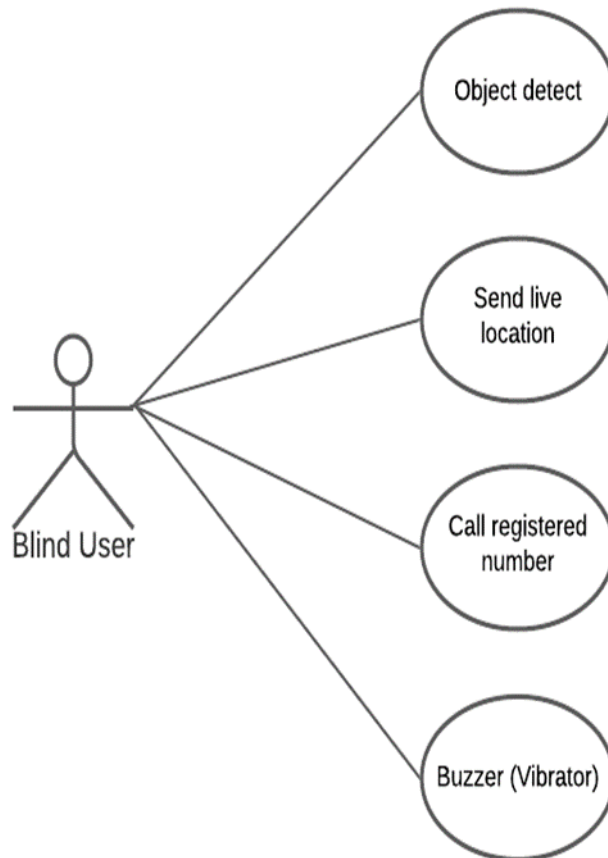 Object detect
Send live
location
Call registered
number
Blind User
Buzzer (Vibrator)